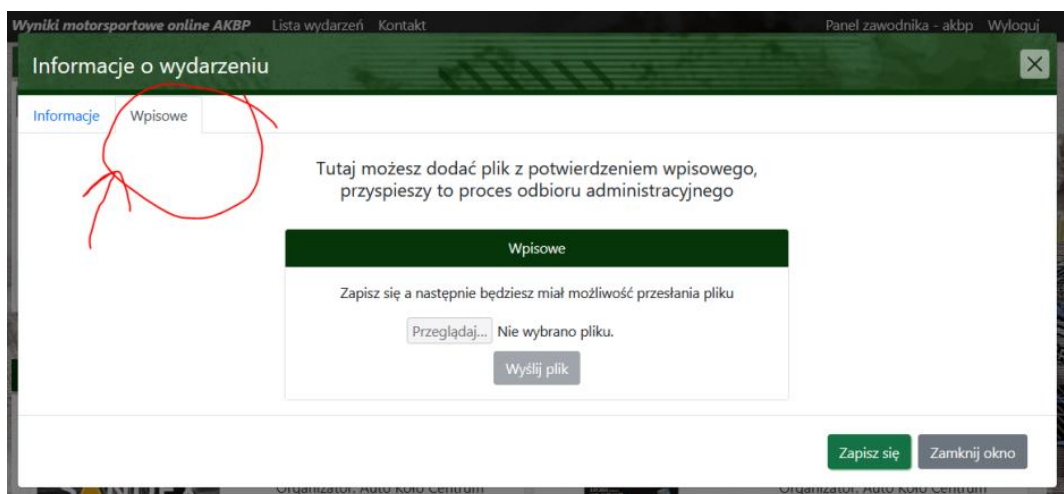 Wyniki motorsportowe online AKBP Lista wydarzeń Kontakt Panel zawodnika - akbp Wyloguj
Informacje o wydarzeniu
Informacje Wpisowe
Tutaj możesz dodać plik z potwierdzeniem wpisowego,
przyspieszy to proces odbioru administracyjnego
Wpisowe
Zapisz się a następnie będziesz miał możliwość przesłania pliku
Przeglądaj... Nie wybrano pliku.
Wyślij plik
Zapisz się Zamknij okno
Organizator: Auto Koło Centrum Organizator: Auto Koło Centrum